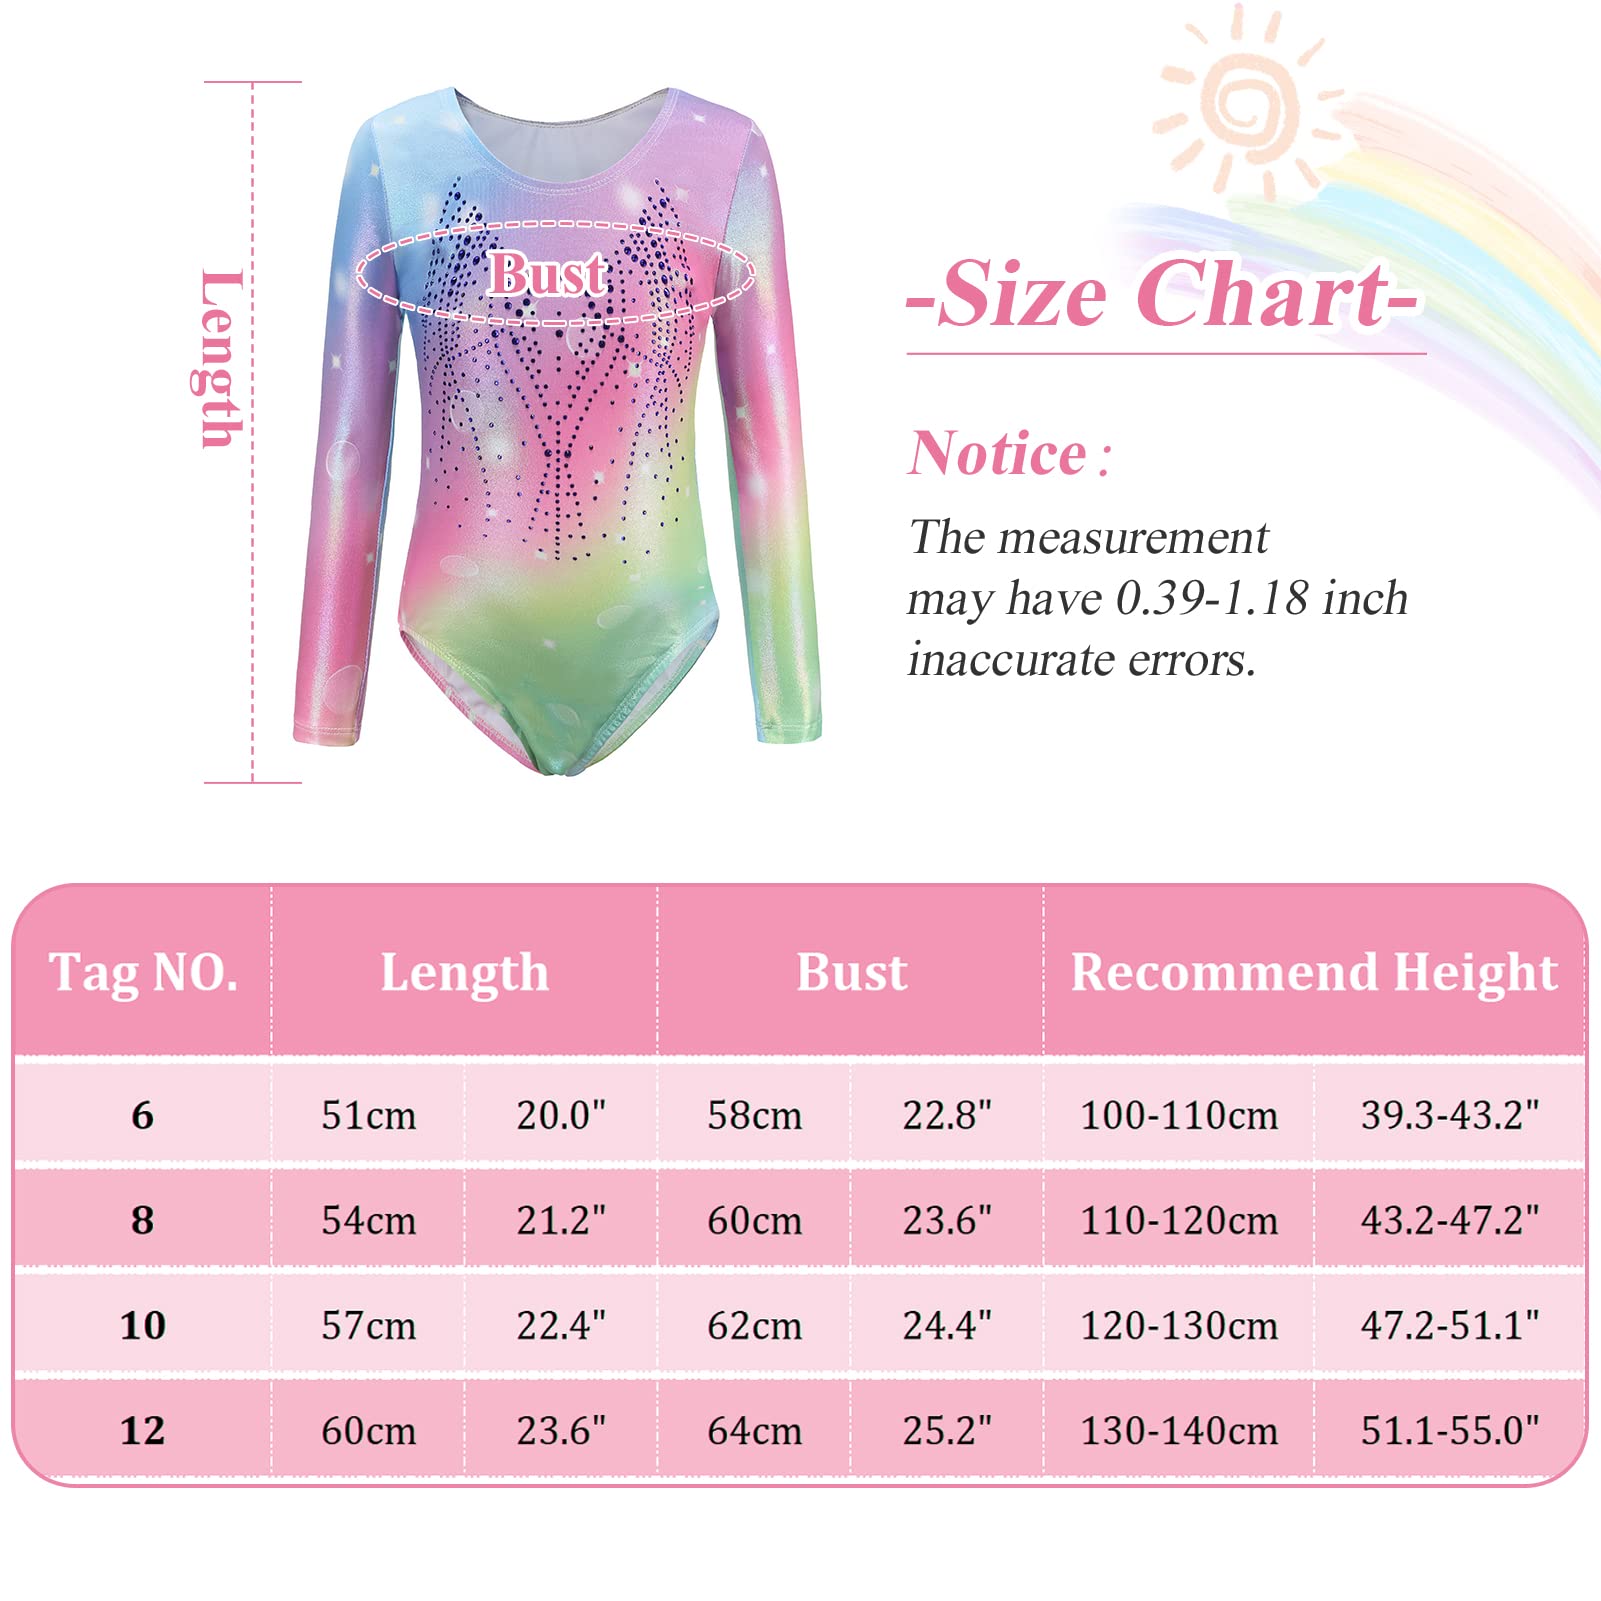 Length
Bust
-Size Chart-
Notice :
The measurement
may have 0.39-1.18 inch
inaccurate errors.
Tag NO. Length Bust Recommend Height
6 51cm 20.0" 58cm 22.8" 100-110cm 39.3-43.2"
8 54cm 21.2" 60cm 23.6" 110-120cm 43.2-47.2"
10 57cm 22.4" 62cm 24.4" 120-130cm 47.2-51.1"
12 60cm 23.6" 64cm 25.2" 130-140cm 51.1-55.0"